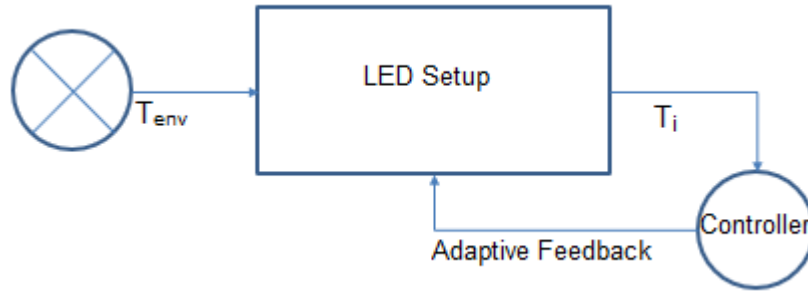 LED Setup
Tenv
Ti
Controller
Adaptive Feedback